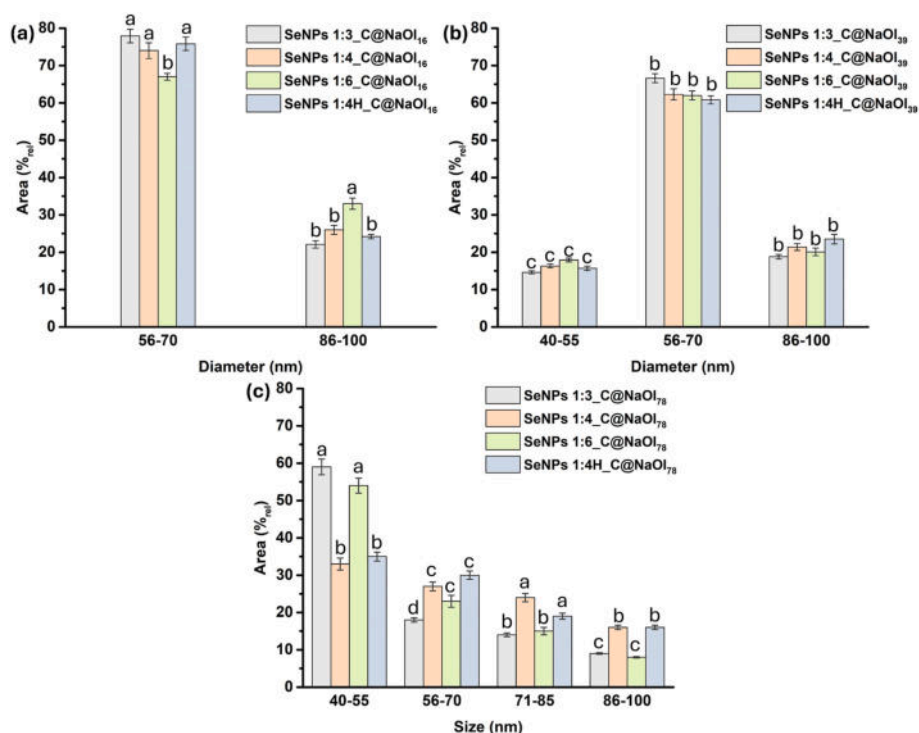 (a)
80
70
60
50
40
30
20
10
0
Area (%rel)
a a b a
b b a b
SeNPs 1:3_C@NaOl16
SeNPs 1:4_C@NaOl16
SeNPs 1:6_C@NaOl16
SeNPs 1:4H_C@NaOl16
56-70 86-100
Diameter (nm)
(b)
80
70
60
50
40
30
20
10
0
Area (%rel)
c c c c
b b b b
b b b b
SeNPs 1:3_C@NaOl39
SeNPs 1:4_C@NaOl39
SeNPs 1:6_C@NaOl39
SeNPs 1:4H_C@NaOl39
40-55 56-70 86-100
Diameter (nm)
(c)
80
70
60
50
40
30
20
10
0
Area (%rel)
a b a b
d c c c
b a b a
c b c b
SeNPs 1:3_C@NaOl78
SeNPs 1:4_C@NaOl78
SeNPs 1:6_C@NaOl78
SeNPs 1:4H_C@NaOl78
40-55 56-70 71-85 86-100
Size (nm)